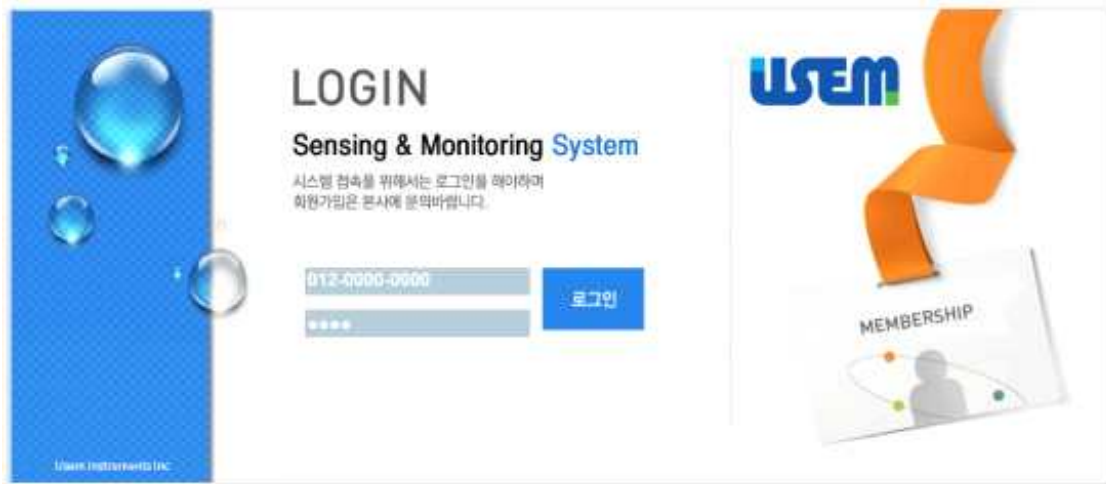 LOGIN
USEM
Sensing & Monitoring System
시스템 접속을 위해서는 로그인을 해야하며
회원가입은 본사에 문의바랍니다.
012-0000-0000
로그인
••••
MEMBERSHIP
Usem Instruments Inc